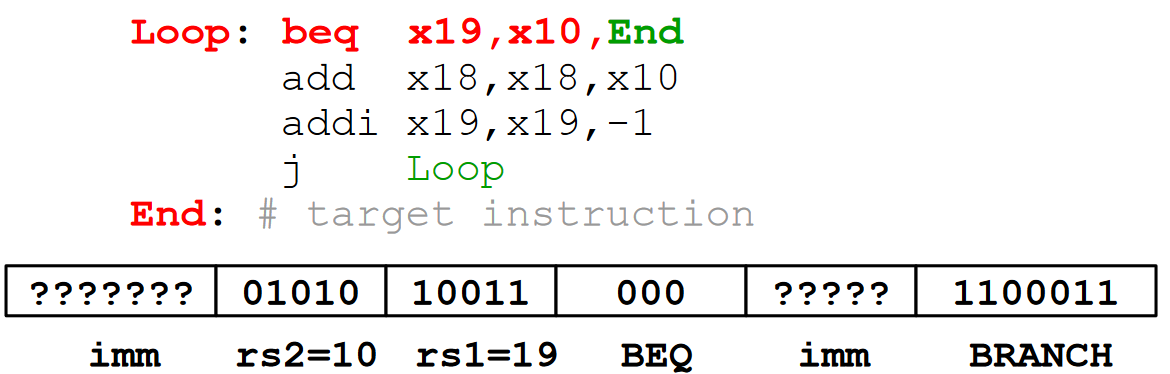 Loop: beq x19,x10,End
add x18,x18,x10
addi x19,x19,-1
j Loop
End: # target instruction
??????? 01010 10011 000 ????? 1100011
imm rs2=10 rs1=19 BEQ imm BRANCH